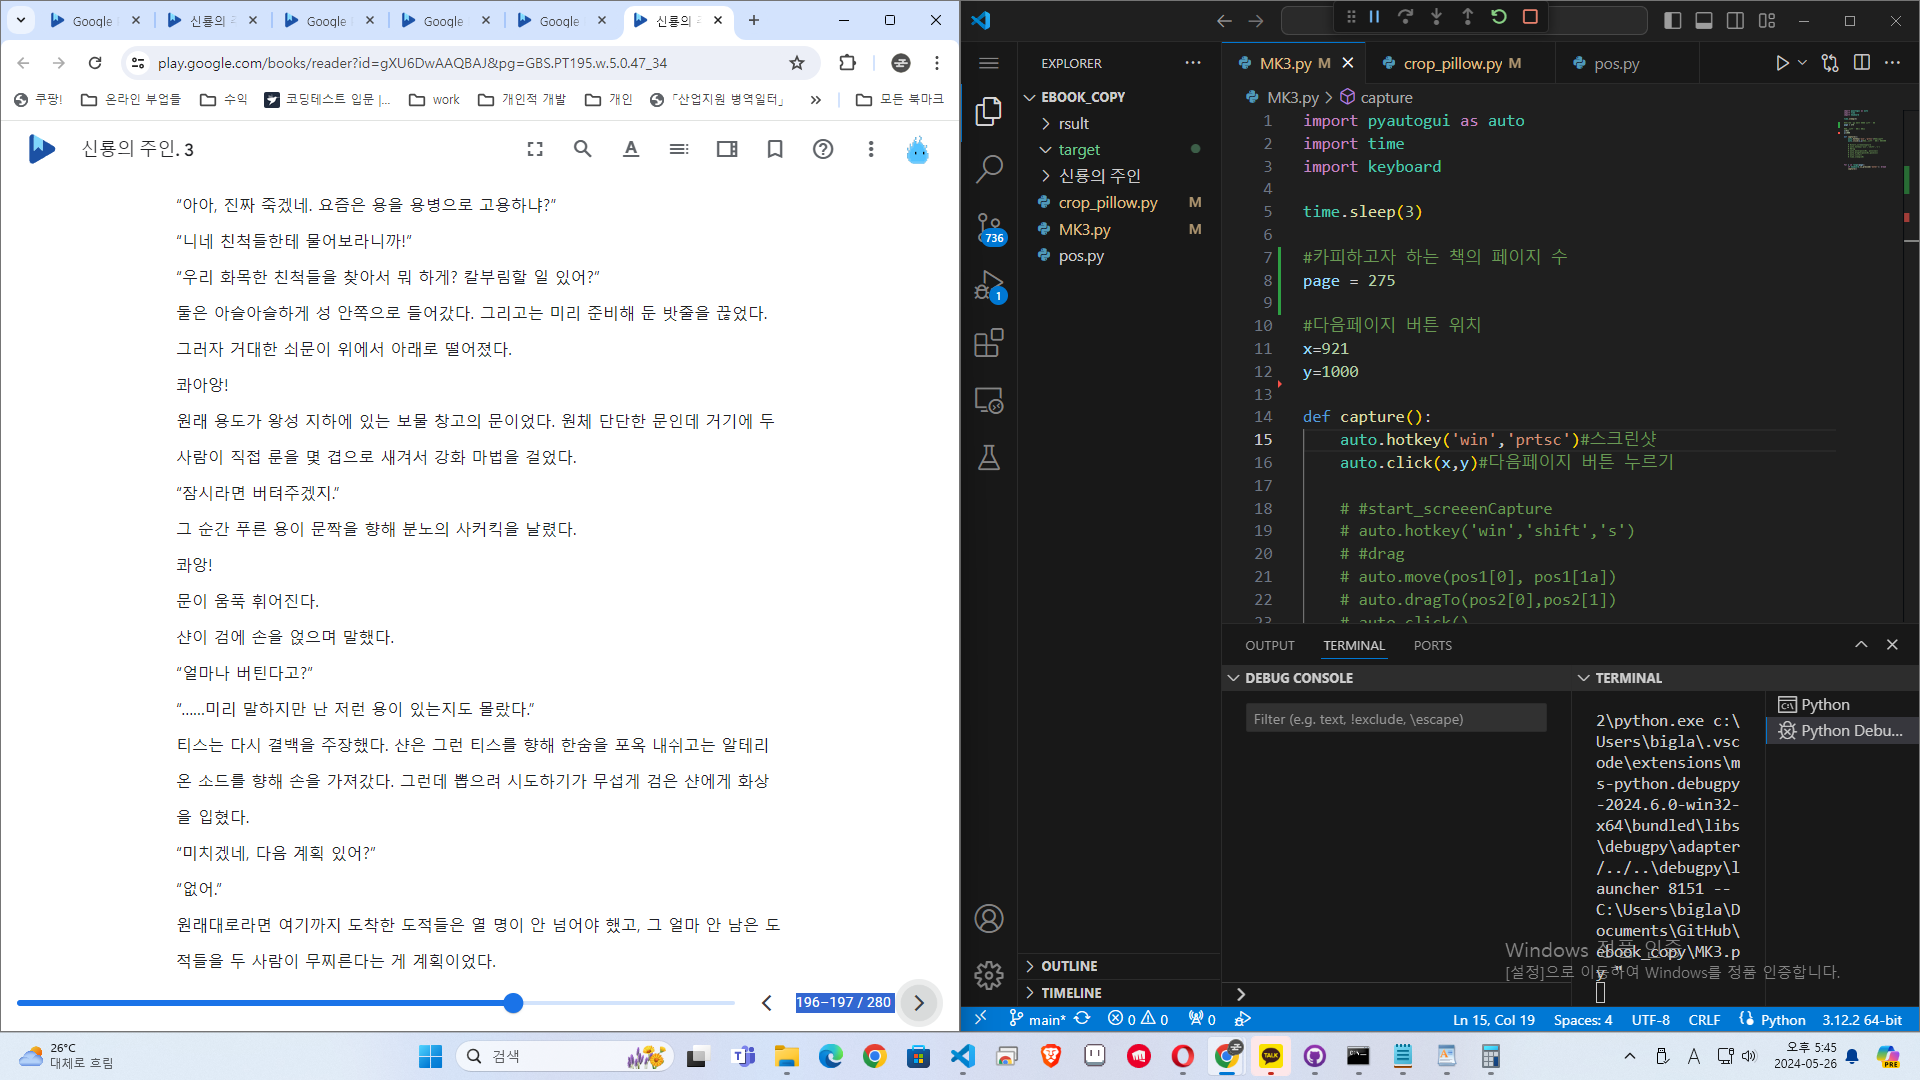 Google
신룡의 주
Google
Google
Google
신룡의 주
play.google.com/books/reader?id=gXU6DwAAQBAJ&pg=GBS.PT195.w.5.0.47_34
쿠팡!
온라인 부업들
수익
코딩테스트 입문 |...
work
개인적 개발
개인
「산업지원 병역일터」
»
모든 북마크
신룡의 주인. 3
“아아, 진짜 죽겠네. 요즘은 용을 용병으로 고용하냐?”
“니네 친척들한테 물어보라니까!”
“우리 화목한 친척들을 찾아서 뭐 하게? 칼부림할 일 있어?”
둘은 아슬아슬하게 성 안쪽으로 들어갔다. 그리고는 미리 준비해 둔 밧줄을 끊었다.
그러자 거대한 쇠문이 위에서 아래로 떨어졌다.
콰아앙!
원래 용도가 왕성 지하에 있는 보물 창고의 문이었다. 원체 단단한 문인데 거기에 두
사람이 직접 룬을 몇 겹으로 새겨서 강화 마법을 걸었다.
“잠시라면 버텨주겠지.”
그 순간 푸른 용이 문짝을 향해 분노의 사커킥을 날렸다.
콰앙!
문이 움푹 휘어진다.
샨이 검에 손을 얹으며 말했다.
“얼마나 버틴다고?”
“……미리 말하지만 난 저런 용이 있는지도 몰랐다.”
티스는 다시 결백을 주장했다. 샨은 그런 티스를 향해 한숨을 포옥 내쉬고는 알테리
온 소드를 향해 손을 가져갔다. 그런데 뽑으려 시도하기가 무섭게 검은 샨에게 화상
을 입혔다.
“미치겠네, 다음 계획 있어?”
“없어.”
원래대로라면 여기까지 도착한 도적들은 열 명이 안 넘어야 했고, 그 얼마 안 남은 도
적들을 두 사람이 무찌른다는 게 계획이었다.
196–197 / 280
EXPLORER
EBOOK_COPY
rsult
target
신룡의 주인
crop_pillow.py M
MK3.py M
pos.py
736
1
OUTLINE
TIMELINE
MK3.py M
crop_pillow.py M
pos.py
MK3.py > capture
1 import pyautogui as auto
2 import time
3 import keyboard
4
5 time.sleep(3)
6
7 #카피하고자 하는 책의 페이지 수
8 page = 275
9
10 #다음페이지 버튼 위치
11 x=921
12 y=1000
13
14 def capture():
15 auto.hotkey('win','prtsc')#스크린샷
16 auto.click(x,y)#다음페이지 버튼 누르기
17
18 # #start_screeenCapture
19 # auto.hotkey('win','shift','s')
20 # #drag
21 # auto.move(pos1[0], pos1[1a])
22 # auto.dragTo(pos2[0],pos2[1])
23 # auto.click()
OUTPUT TERMINAL PORTS
DEBUG CONSOLE
Filter (e.g. text, !exclude, \escape)
TERMINAL
2\python.exe c:\
Users\bigla\.vsc
ode\extensions\m
s-python.debugpy
-2024.6.0-win32-
x64\bundled\libs
\debugpy\adapter
/../..\debugpy\l
auncher 8151 --
C:\Users\bigla\D
ocuments\GitHub\
ebook_copy\MK3.p
y "
Python
Python Debu...
Windows 정품 인증
[설정]으로 이동하여 Windows를 정품 인증합니다.
main* 0 0 0
Ln 15, Col 19 Spaces: 4 UTF-8 CRLF Python 3.12.2 64-bit
26°C
대체로 흐림
검색
TALK
A
오후 5:45
2024-05-26
PRE